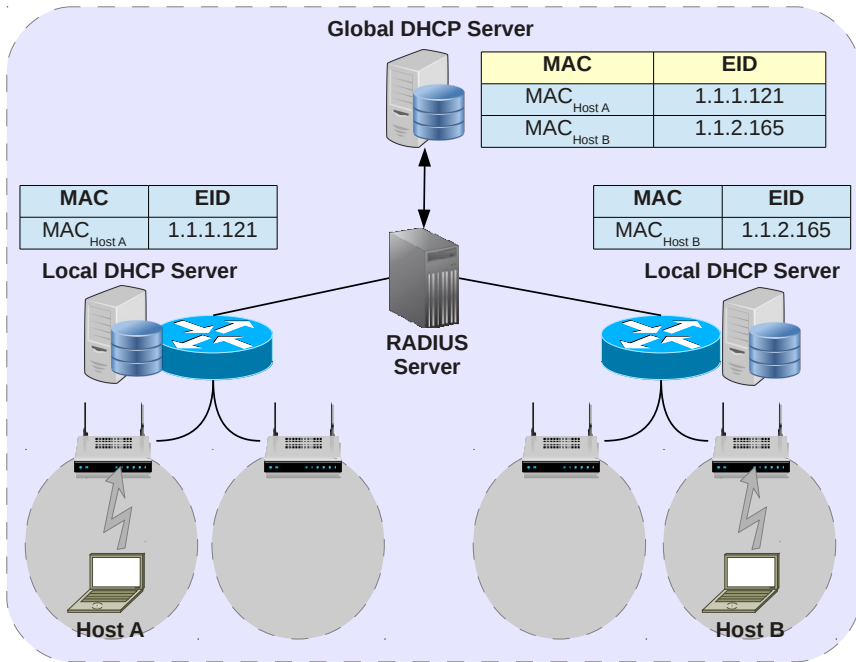 Global DHCP Server
MAC EID
MAC Host A 1.1.1.121
MAC Host B 1.1.2.165
MAC EID
MAC Host A 1.1.1.121
MAC EID
MAC Host B 1.1.2.165
Local DHCP Server
Local DHCP Server
RADIUS
Server
Host A
Host B